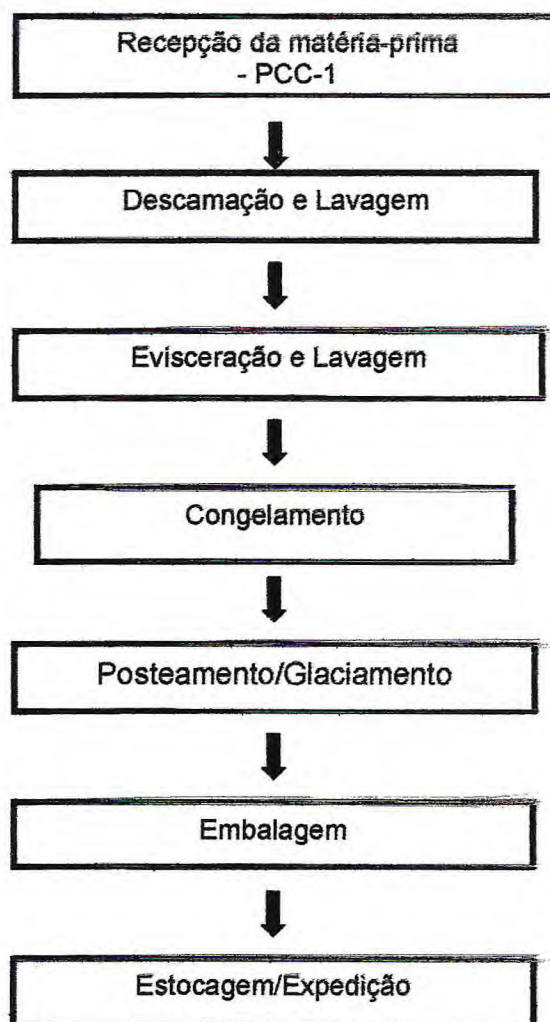 Recepção da matéria-prima
- PCC-1
Descamação e Lavagem
Evisceração e Lavagem
Congelamento
Posteamento/Glaciamento
Embalagem
Estocagem/Expedição